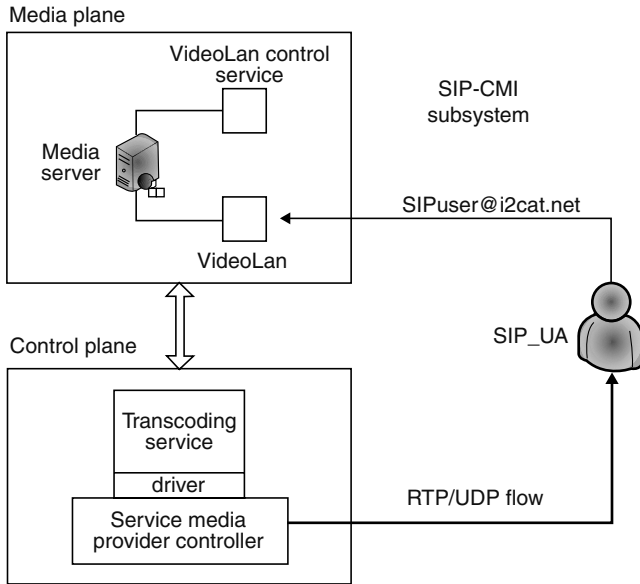 Media plane
VideoLan control
service
SIP-CMI
subsystem
Media
server
SIPuser@i2cat.net
VideoLan
SIP_UA
Control plane
Transcoding
service
driver
RTP/UDP flow
Service media
provider controller